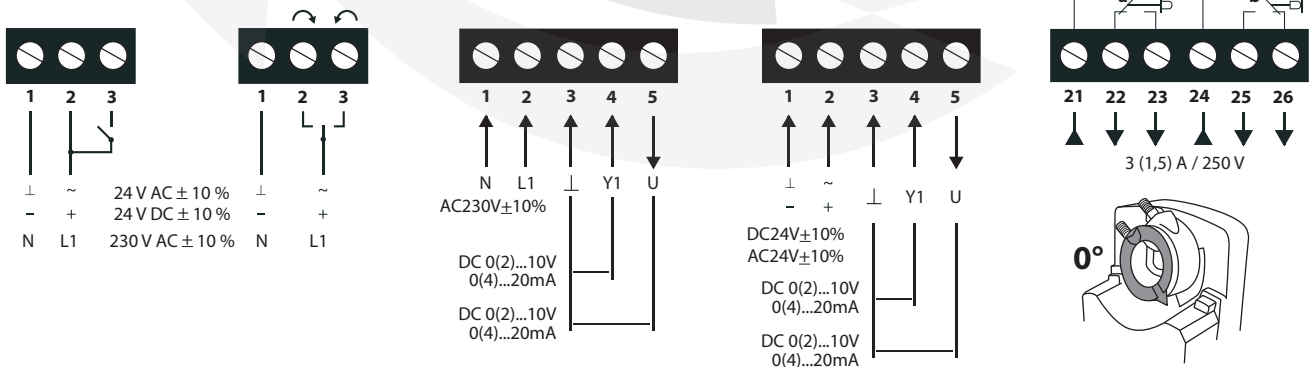 1 2 3
⊥ ~ 24 V AC ± 10 %
– + 24 V DC ± 10 %
N L1 230 V AC ± 10 %
1 2 3
⊥ ~
– +
N L1
1 2 3 4 5
N L1 ⊥ Y1 U
AC230V±10%
DC 0(2)...10V
0(4)...20mA
DC 0(2)...10V
0(4)...20mA
1 2 3 4 5
⊥ ~ ⊥ Y1 U
– +
DC24V±10%
AC24V±10%
DC 0(2)...10V
0(4)...20mA
DC 0(2)...10V
0(4)...20mA
21 22 23 24 25 26
3 (1,5) A / 250 V
0°